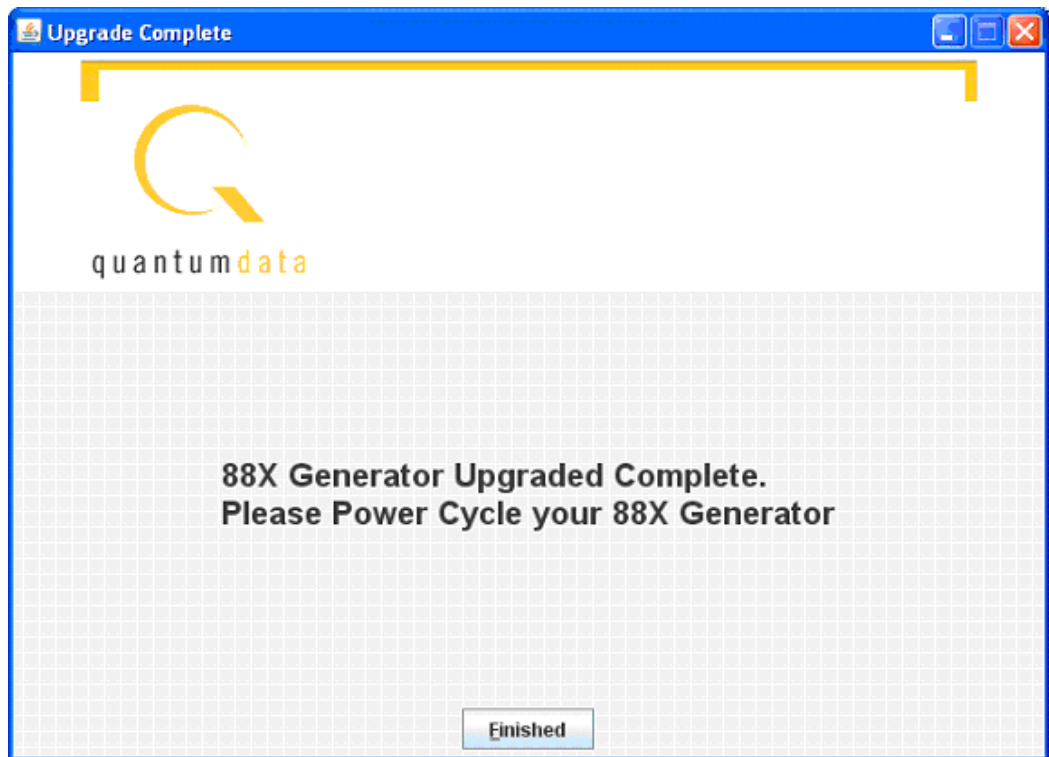 Upgrade Complete
quantumdata
88X Generator Upgraded Complete.
Please Power Cycle your 88X Generator
Finished